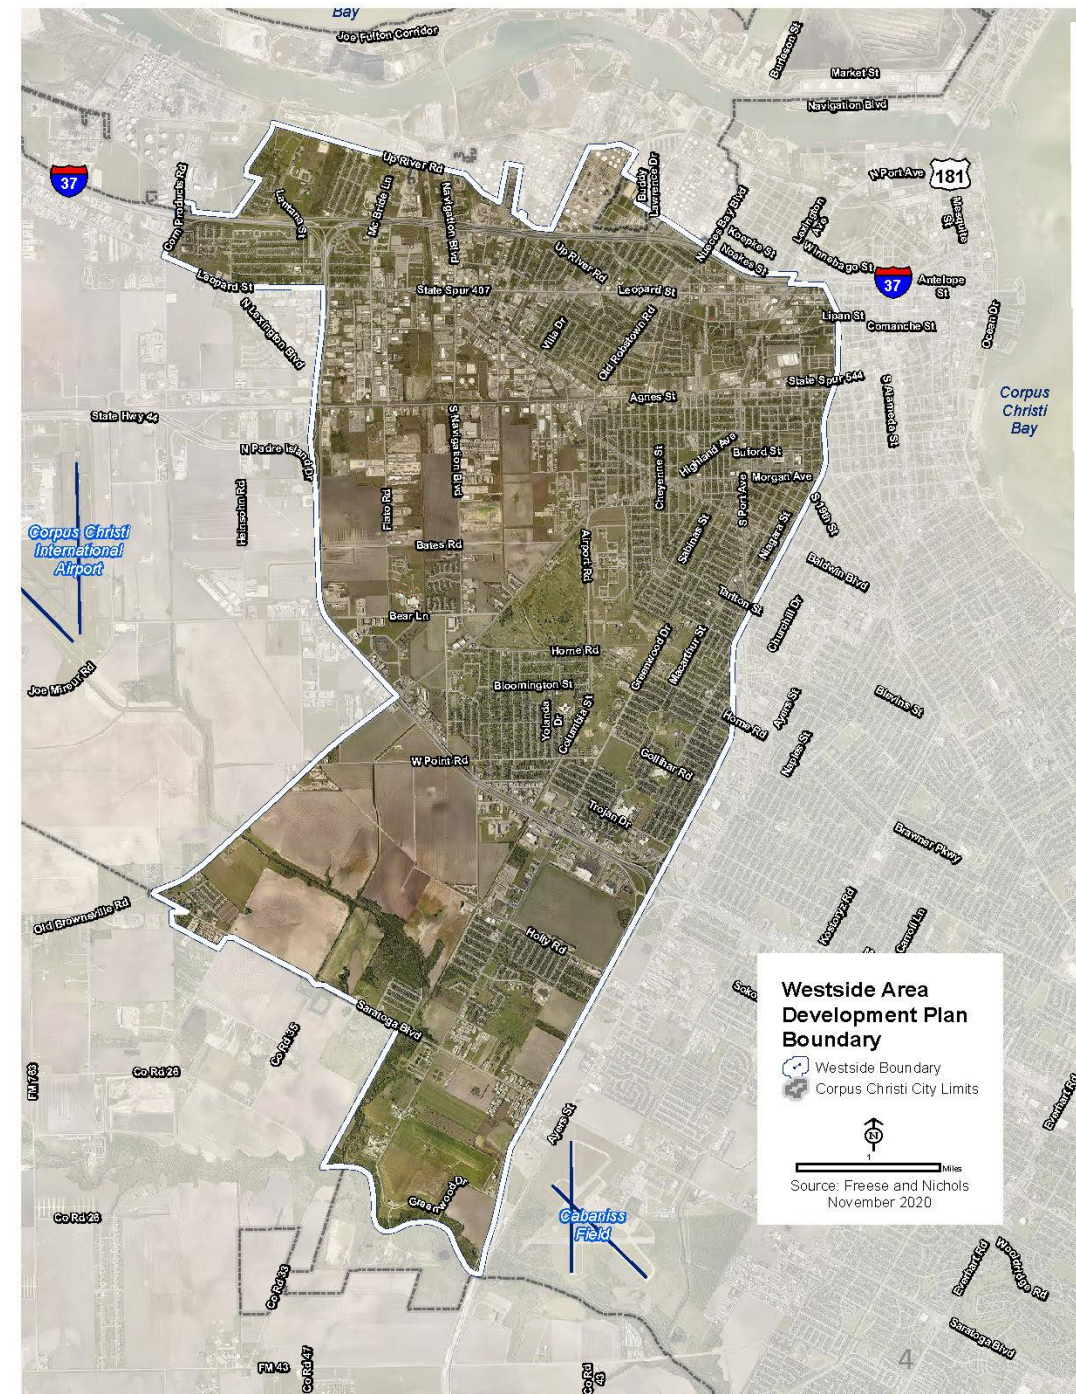 Bay
Joe Fulton Corridor
Burleson St
Market St
Navigation Blvd
N Port Ave
181
Mesquite
St
37
Corn Products Rd
Lantana St
Mc Bride Ln
Up River Rd
Navigation Blvd
Buddy
Lawrence Dr
Nueces Bay Blvd
Koepke St
Noakes St
Lexington
Ave
Winnebago St
37
Antelope
St
Leopard St
N Lexington Blvd
State Spur 407
Up River Rd
Leopard St
Lipan St
Comanche St
Ocean Dr
Villa Dr
Old Robstown Rd
State Spur 544
Agnes St
S Alameda St
Corpus
Christi
Bay
State Hwy 44
N Padre Island Dr
Heinsohn Rd
Flato Rd
S Navigation Blvd
Cheyenne St
Highland Ave
Buford St
Morgan Ave
S Port Ave
S 19th St
Corpus Christi
International
Airport
Bates Rd
Airport Rd
Sabinas St
Niagara St
Baldwin Blvd
Bear Ln
Tarlton St
Churchill Dr
Horne Rd
Greenwood Dr
Macarthur St
Joe Mireur Rd
Bloomington St
Yolanda
Dr
Columbia St
Horne Rd
Ayers St
Naples St
Blevins St
W Point Rd
Gollihar Rd
Trojan Dr
Brawner Pkwy
Old Brownsville Rd
Holly Rd
Kostoryz Rd
Carroll Ln
Saratoga Blvd
Co Rd 35
Co Rd 26
FM 763
Everhart Rd
Westside Area
Development Plan
Boundary
Westside Boundary
Corpus Christi City Limits
N
1
Miles
Source: Freese and Nichols
November 2020
Ayers St
Greenwood Dr
Cabaniss
Field
Co Rd 26
Co Rd 33
Everhart Rd
Wooldridge Rd
Saratoga Blvd
FM 43
Co Rd 47
Co Rd
43
4